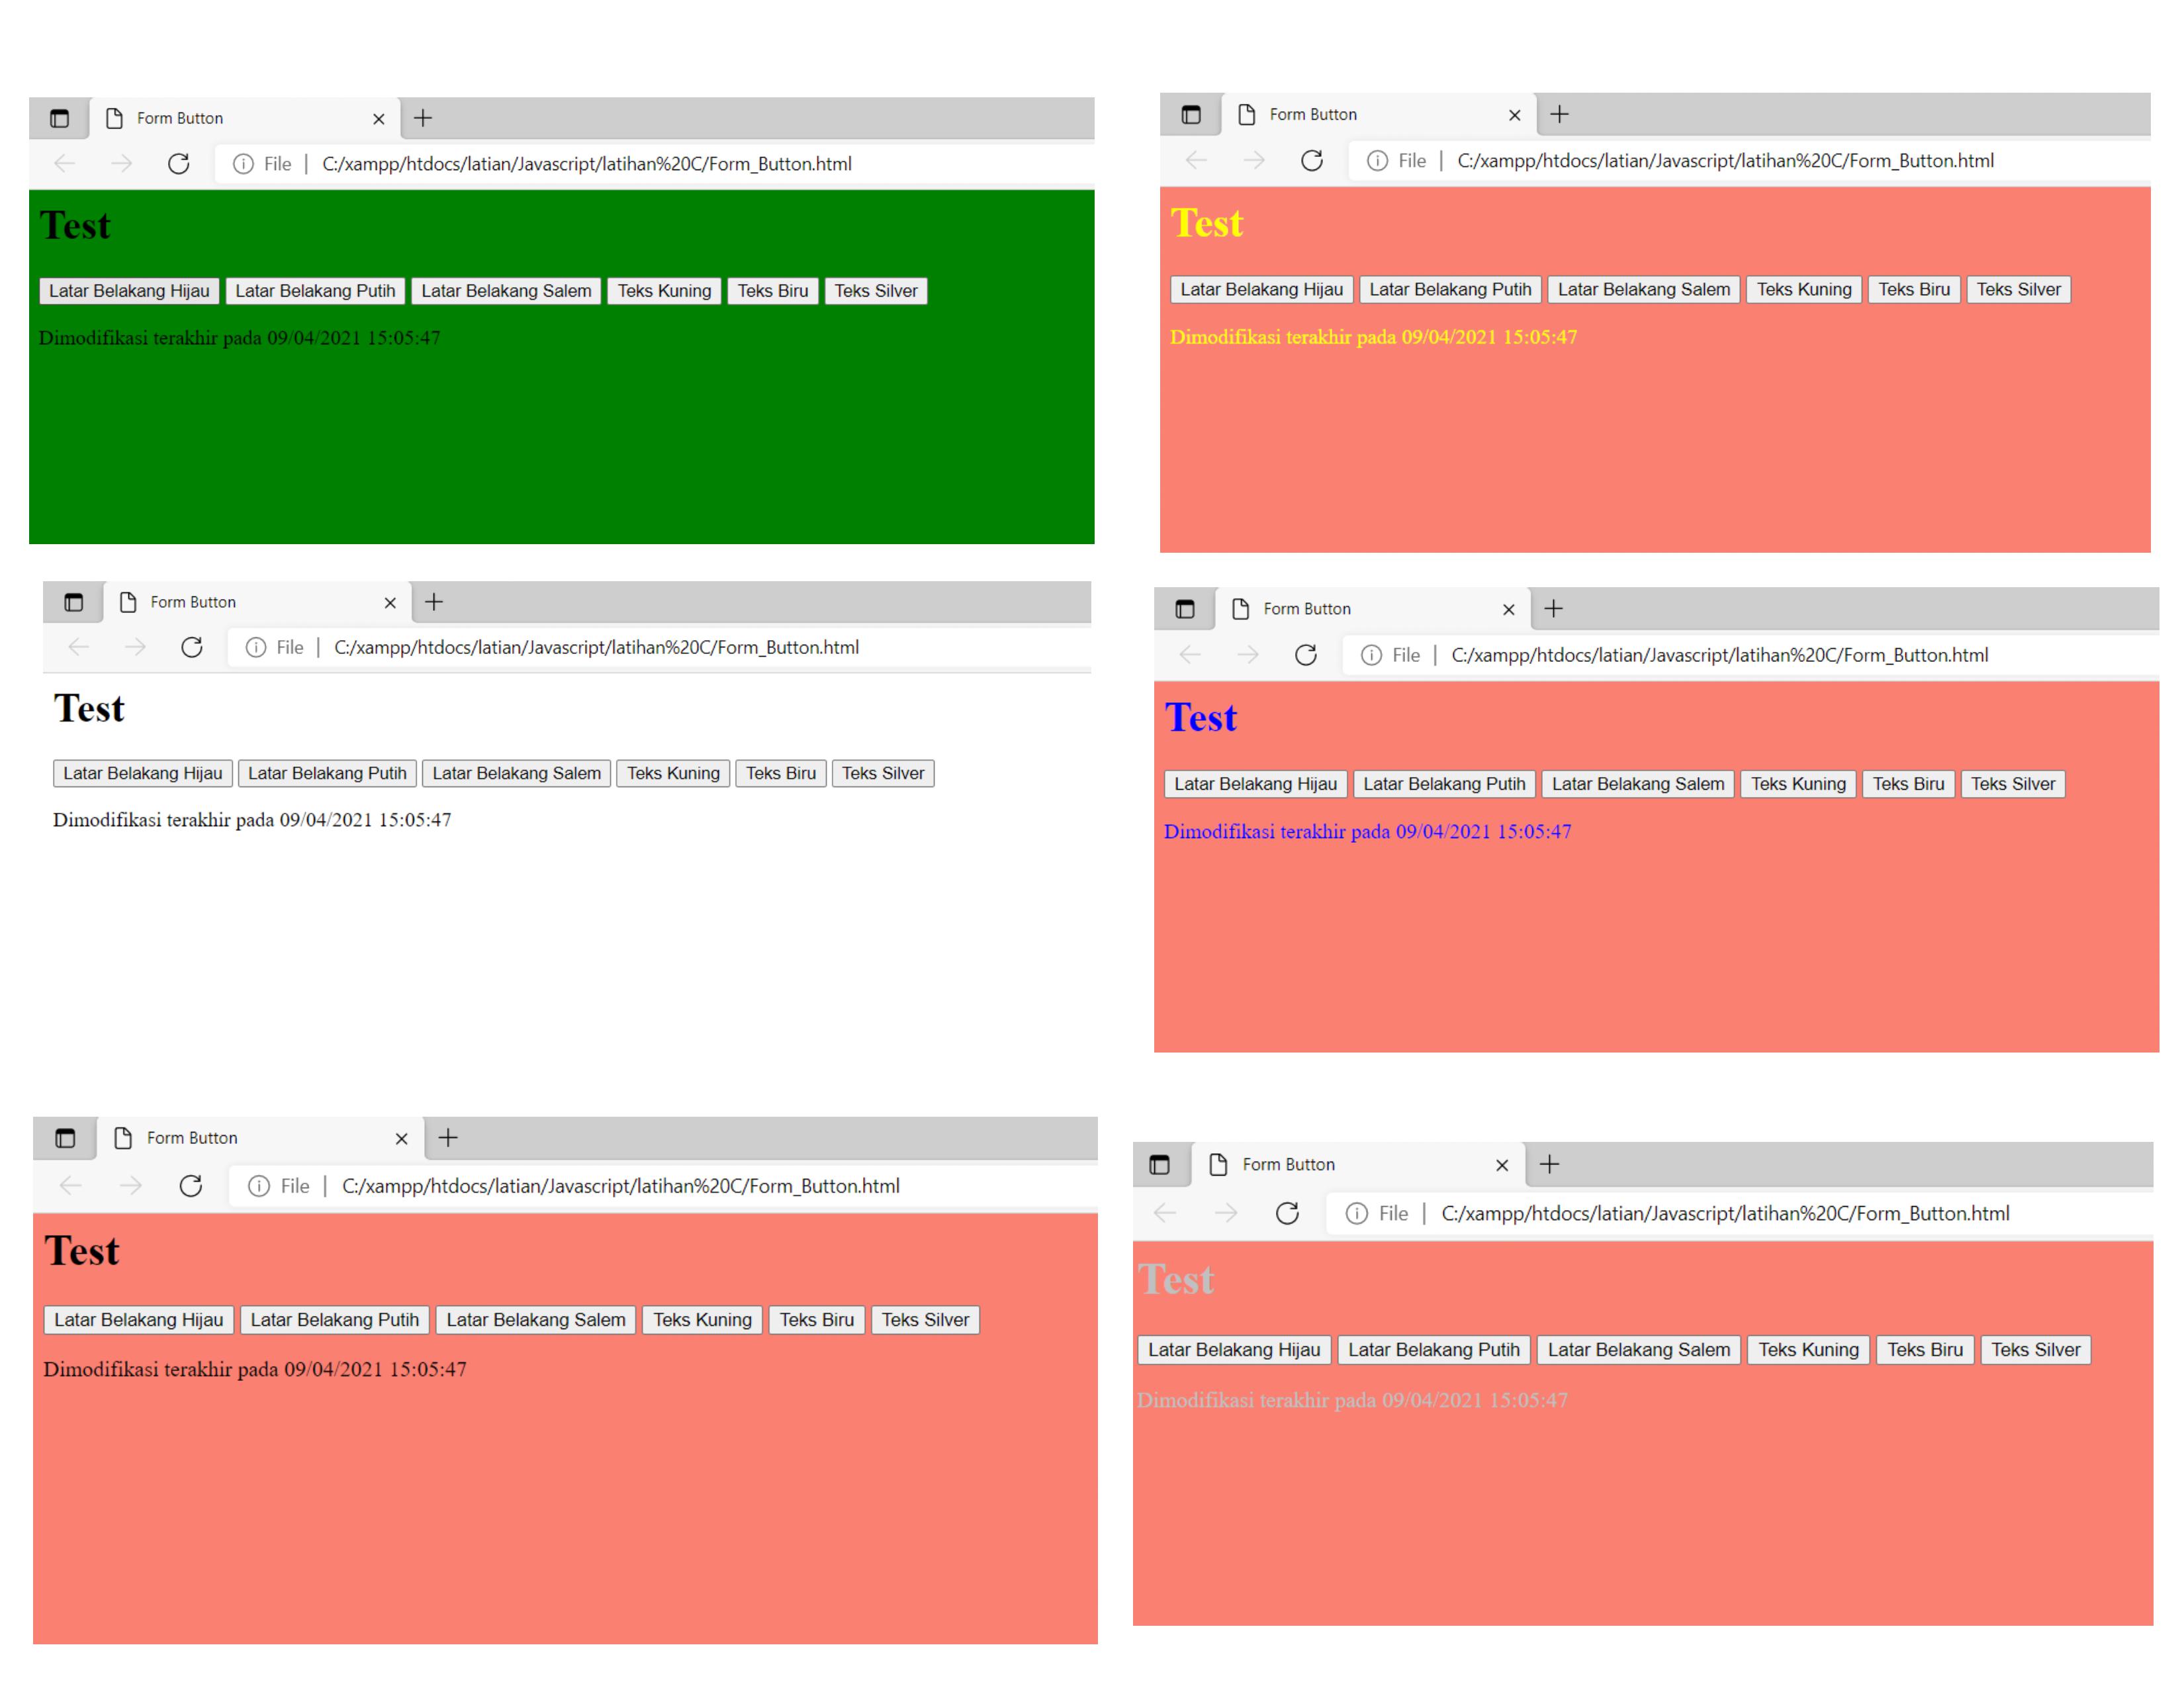 Form Button
File | C:/xampp/htdocs/latian/Javascript/latihan%20C/Form_Button.html
Test
Latar Belakang Hijau Latar Belakang Putih Latar Belakang Salem Teks Kuning Teks Biru Teks Silver
Dimodifikasi terakhir pada 09/04/2021 15:05:47
Form Button
File | C:/xampp/htdocs/latian/Javascript/latihan%20C/Form_Button.html
Test
Latar Belakang Hijau Latar Belakang Putih Latar Belakang Salem Teks Kuning Teks Biru Teks Silver
Dimodifikasi terakhir pada 09/04/2021 15:05:47
Form Button
File | C:/xampp/htdocs/latian/Javascript/latihan%20C/Form_Button.html
Test
Latar Belakang Hijau Latar Belakang Putih Latar Belakang Salem Teks Kuning Teks Biru Teks Silver
Dimodifikasi terakhir pada 09/04/2021 15:05:47
Form Button
File | C:/xampp/htdocs/latian/Javascript/latihan%20C/Form_Button.html
Test
Latar Belakang Hijau Latar Belakang Putih Latar Belakang Salem Teks Kuning Teks Biru Teks Silver
Dimodifikasi terakhir pada 09/04/2021 15:05:47
Form Button
File | C:/xampp/htdocs/latian/Javascript/latihan%20C/Form_Button.html
Test
Latar Belakang Hijau Latar Belakang Putih Latar Belakang Salem Teks Kuning Teks Biru Teks Silver
Dimodifikasi terakhir pada 09/04/2021 15:05:47
Form Button
File | C:/xampp/htdocs/latian/Javascript/latihan%20C/Form_Button.html
Test
Latar Belakang Hijau Latar Belakang Putih Latar Belakang Salem Teks Kuning Teks Biru Teks Silver
Dimodifikasi terakhir pada 09/04/2021 15:05:47